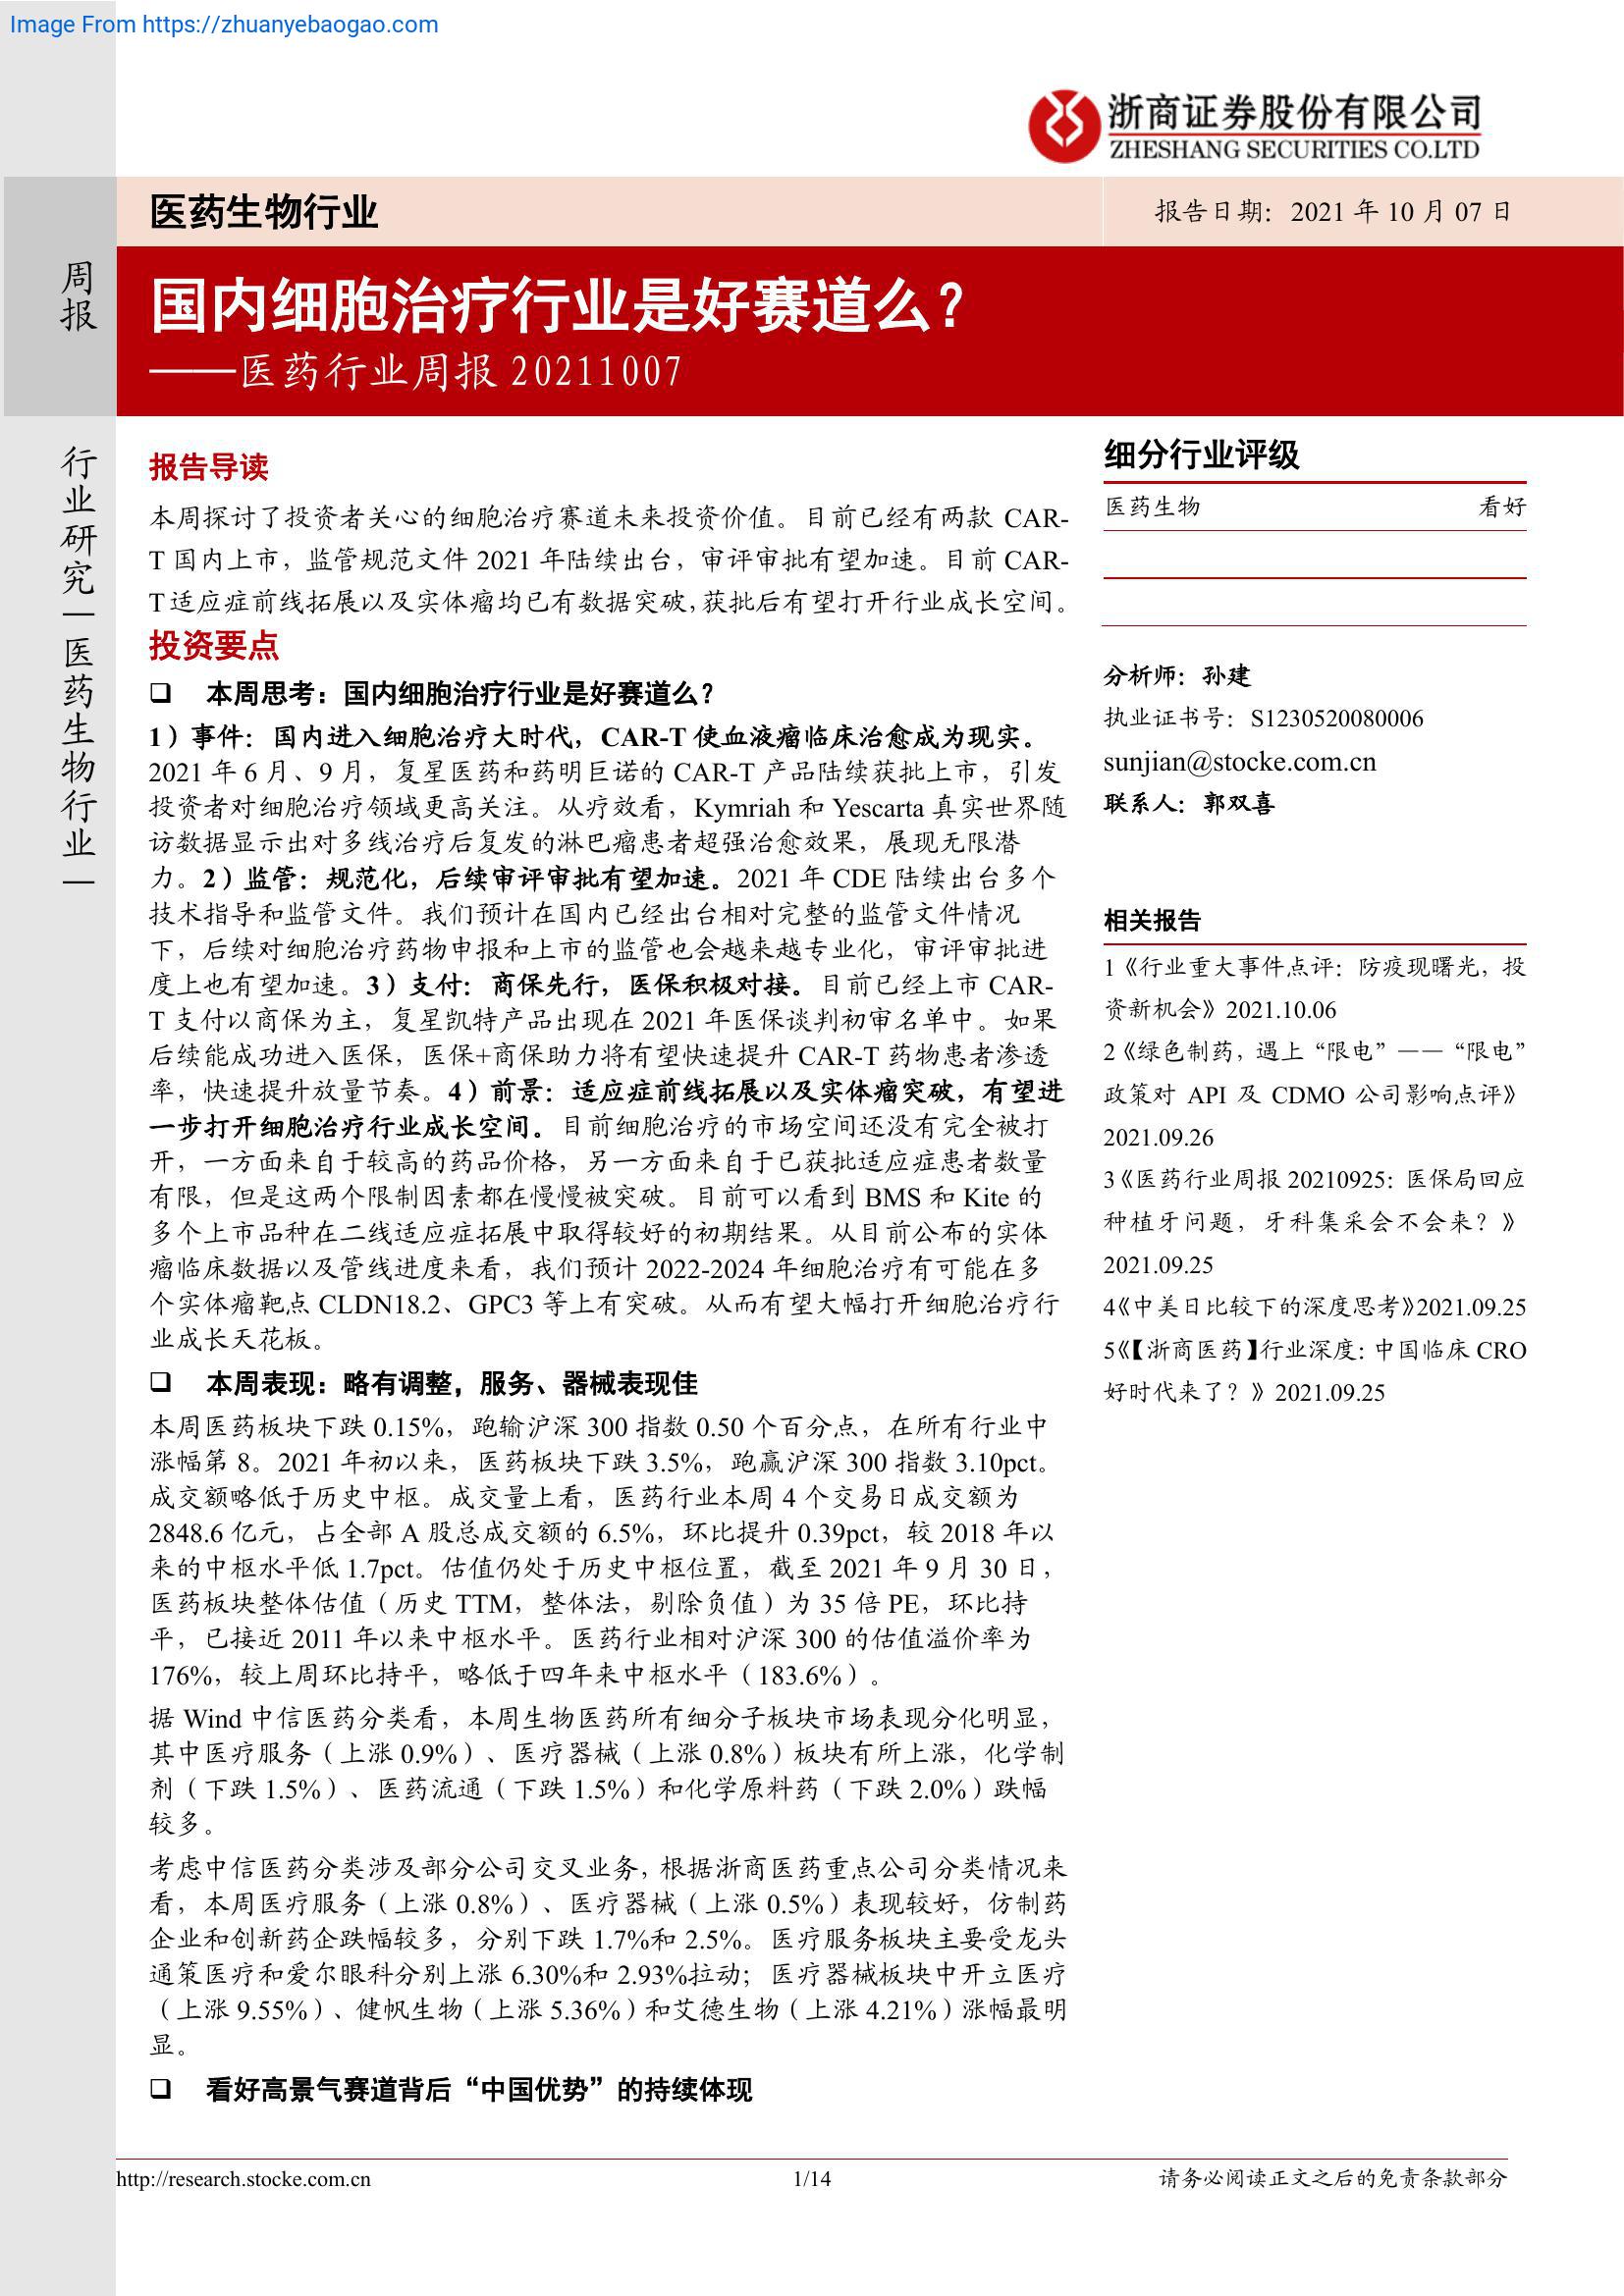 Image From https://zhuanyebaogao.com
浙商证券股份有限公司
ZHESHANG SECURITIES CO.LTD
医药生物行业
报告日期：2021 年 10 月 07 日
周报
国内细胞治疗行业是好赛道么？
——医药行业周报 20211007
行业研究—医药生物行业—
报告导读
本周探讨了投资者关心的细胞治疗赛道未来投资价值。目前已经有两款 CAR-
T 国内上市，监管规范文件 2021 年陆续出台，审评审批有望加速。目前 CAR-
T适应症前线拓展以及实体瘤均已有数据突破，获批后有望打开行业成长空间。
投资要点
❑ 本周思考：国内细胞治疗行业是好赛道么？
1）事件：国内进入细胞治疗大时代，CAR-T 使血液瘤临床治愈成为现实。
2021 年 6 月、9 月，复星医药和药明巨诺的 CAR-T 产品陆续获批上市，引发
投资者对细胞治疗领域更高关注。从疗效看，Kymriah 和 Yescarta 真实世界随
访数据显示出对多线治疗后复发的淋巴瘤患者超强治愈效果，展现无限潜
力。2）监管：规范化，后续审评审批有望加速。2021 年 CDE 陆续出台多个
技术指导和监管文件。我们预计在国内已经出台相对完整的监管文件情况
下，后续对细胞治疗药物申报和上市的监管也会越来越专业化，审评审批进
度上也有望加速。3）支付：商保先行，医保积极对接。目前已经上市 CAR-
T 支付以商保为主，复星凯特产品出现在 2021 年医保谈判初审名单中。如果
后续能成功进入医保，医保+商保助力将有望快速提升 CAR-T 药物患者渗透
率，快速提升放量节奏。4）前景：适应症前线拓展以及实体瘤突破，有望进
一步打开细胞治疗行业成长空间。目前细胞治疗的市场空间还没有完全被打
开，一方面来自于较高的药品价格，另一方面来自于已获批适应症患者数量
有限，但是这两个限制因素都在慢慢被突破。目前可以看到 BMS 和 Kite 的
多个上市品种在二线适应症拓展中取得较好的初期结果。从目前公布的实体
瘤临床数据以及管线进度来看，我们预计 2022-2024 年细胞治疗有可能在多
个实体瘤靶点 CLDN18.2、GPC3 等上有突破。从而有望大幅打开细胞治疗行
业成长天花板。
❑ 本周表现：略有调整，服务、器械表现佳
本周医药板块下跌 0.15%，跑输沪深 300 指数 0.50 个百分点，在所有行业中
涨幅第 8。2021 年初以来，医药板块下跌 3.5%，跑赢沪深 300 指数 3.10pct。
成交额略低于历史中枢。成交量上看，医药行业本周 4 个交易日成交额为
2848.6 亿元，占全部 A 股总成交额的 6.5%，环比提升 0.39pct，较 2018 年以
来的中枢水平低 1.7pct。估值仍处于历史中枢位置，截至 2021 年 9 月 30 日，
医药板块整体估值（历史 TTM，整体法，剔除负值）为 35 倍 PE，环比持
平，已接近 2011 年以来中枢水平。医药行业相对沪深 300 的估值溢价率为
176%，较上周环比持平，略低于四年来中枢水平（183.6%）。
据 Wind 中信医药分类看，本周生物医药所有细分子板块市场表现分化明显，
其中医疗服务（上涨 0.9%）、医疗器械（上涨 0.8%）板块有所上涨，化学制
剂（下跌 1.5%）、医药流通（下跌 1.5%）和化学原料药（下跌 2.0%）跌幅
较多。
考虑中信医药分类涉及部分公司交叉业务，根据浙商医药重点公司分类情况来
看，本周医疗服务（上涨 0.8%）、医疗器械（上涨 0.5%）表现较好，仿制药
企业和创新药企跌幅较多，分别下跌 1.7%和 2.5%。医疗服务板块主要受龙头
通策医疗和爱尔眼科分别上涨 6.30%和 2.93%拉动；医疗器械板块中开立医疗
（上涨 9.55%）、健帆生物（上涨 5.36%）和艾德生物（上涨 4.21%）涨幅最明
显。
❑ 看好高景气赛道背后“中国优势”的持续体现
细分行业评级
医药生物 看好
分析师：孙建
执业证书号：S1230520080006
sunjian@stocke.com.cn
联系人：郭双喜
相关报告
1《行业重大事件点评：防疫现曙光，投
资新机会》2021.10.06
2《绿色制药，遇上“限电”——“限电”
政策对 API 及 CDMO 公司影响点评》
2021.09.26
3《医药行业周报 20210925：医保局回应
种植牙问题，牙科集采会不会来？》
2021.09.25
4《中美日比较下的深度思考》2021.09.25
5《【浙商医药】行业深度：中国临床 CRO
好时代来了？》2021.09.25
http://research.stocke.com.cn
1/14
请务必阅读正文之后的免责条款部分